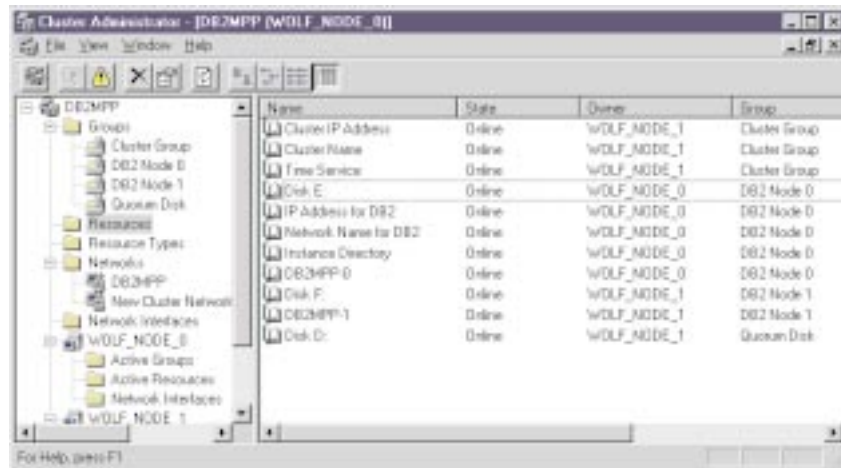 Cluster Administrator - [DB2MPP (WOLF_NODE_0)]
File View Window Help
DB2MPP
Groups
Cluster Group
DB2 Node 0
DB2 Node 1
Quorum Disk
Resources
Resource Types
Networks
DB2MPP
New Cluster Network
Network Interfaces
WOLF_NODE_0
Active Groups
Active Resources
Network Interfaces
WOLF_NODE_1
Name State Owner Group
Cluster IP Address Online WOLF_NODE_1 Cluster Group
Cluster Name Online WOLF_NODE_1 Cluster Group
Time Service Online WOLF_NODE_1 Cluster Group
Disk E: Online WOLF_NODE_0 DB2 Node 0
IP Address for DB2 Online WOLF_NODE_0 DB2 Node 0
Network Name for DB2 Online WOLF_NODE_0 DB2 Node 0
Instance Directory Online WOLF_NODE_0 DB2 Node 0
DB2MPP-0 Online WOLF_NODE_0 DB2 Node 0
Disk F: Online WOLF_NODE_1 DB2 Node 1
DB2MPP-1 Online WOLF_NODE_1 DB2 Node 1
Disk D: Online WOLF_NODE_1 Quorum Disk
For Help, press F1